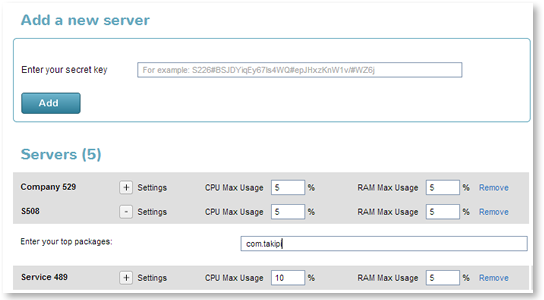 Add a new server
Enter your secret key For example: S226#BSJDYiqEy67ls4WQ#epJHxzKnW1v/#WZ6j
Add
Servers (5)
Company 529 + Settings CPU Max Usage 5 % RAM Max Usage 5 % Remove
S508 - Settings CPU Max Usage 5 % RAM Max Usage 5 % Remove
Enter your top packages: com.takipi
Service 489 + Settings CPU Max Usage 10 % RAM Max Usage 5 % Remove